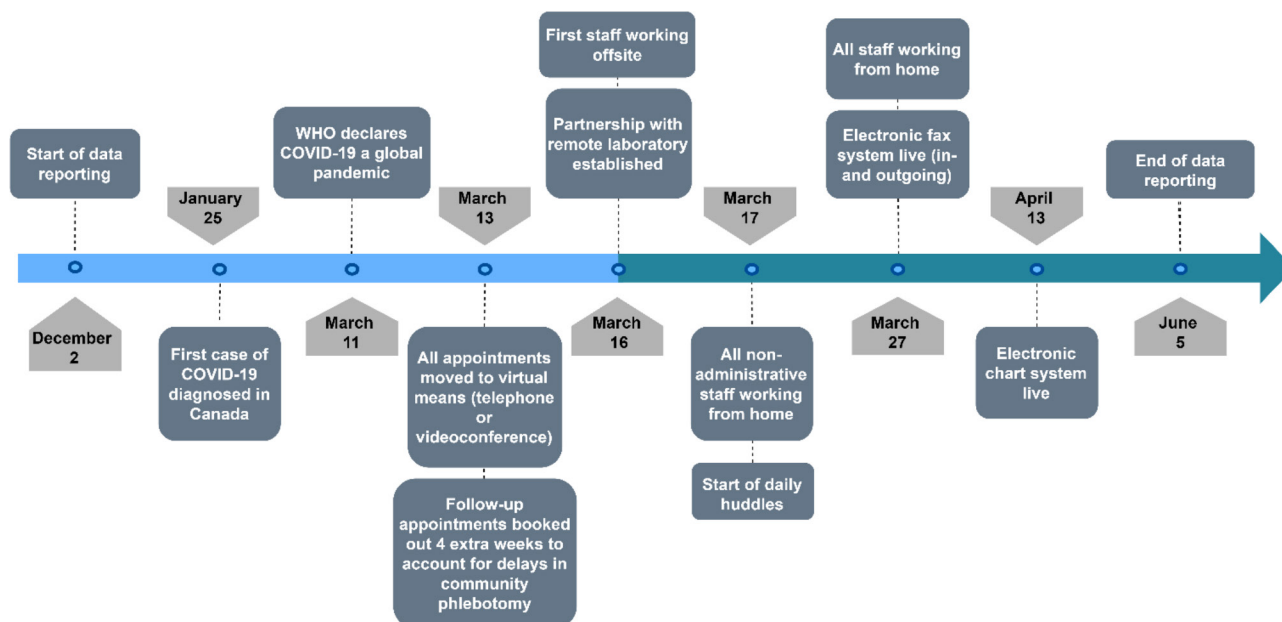 First staff working
offsite
All staff working
from home
WHO declares
COVID-19 a global
pandemic
Partnership with
remote laboratory
established
Electronic fax
system live (in-
and outgoing)
Start of data
reporting
End of data
reporting
January
25
March
13
March
17
April
13
December
2
March
11
March
16
March
27
June
5
First case of
COVID-19
diagnosed in
Canada
All appointments
moved to virtual
means (telephone
or
videoconference)
All non-
administrative
staff working
from home
Electronic
chart system
live
Start of daily
huddles
Follow-up
appointments booked
out 4 extra weeks to
account for delays in
community
phlebotomy